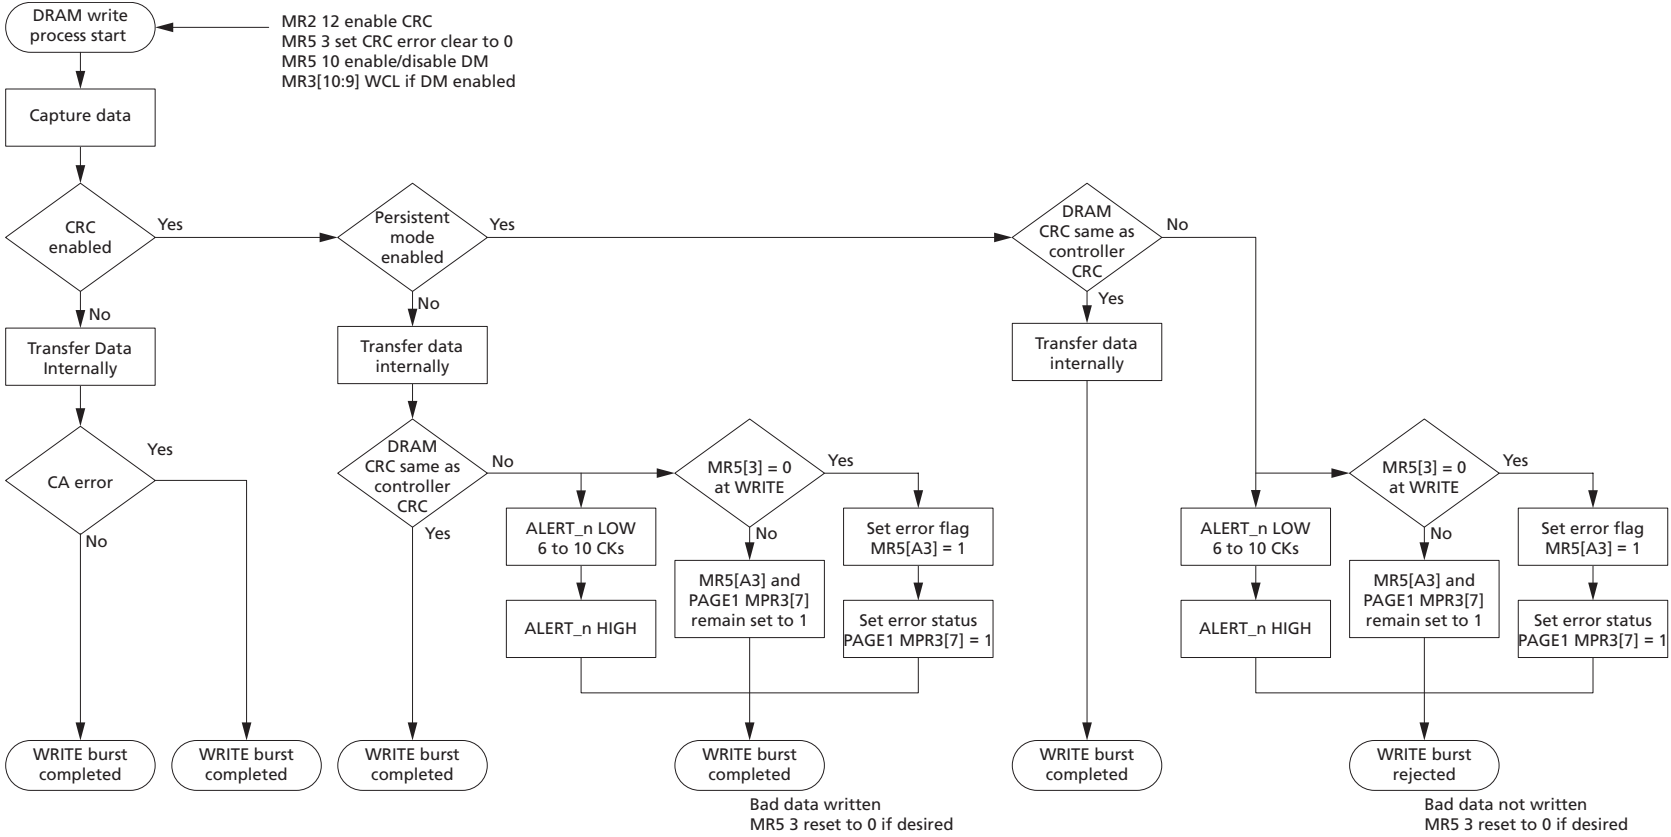 DRAM write
process start
MR2 12 enable CRC
MR5 3 set CRC error clear to 0
MR5 10 enable/disable DM
MR3[10:9] WCL if DM enabled
Capture data
CRC
enabled
Yes
No
Persistent
mode
enabled
Yes
No
DRAM
CRC same as
controller
CRC
No
Yes
Transfer Data
Internally
Transfer data
internally
Transfer data
internally
CA error
Yes
No
DRAM
CRC same as
controller
CRC
No
Yes
MR5[3] = 0
at WRITE
Yes
No
MR5[3] = 0
at WRITE
Yes
No
ALERT_n LOW
6 to 10 CKs
ALERT_n HIGH
MR5[A3] and
PAGE1 MPR3[7]
remain set to 1
Set error flag
MR5[A3] = 1
Set error status
PAGE1 MPR3[7] = 1
ALERT_n LOW
6 to 10 CKs
ALERT_n HIGH
MR5[A3] and
PAGE1 MPR3[7]
remain set to 1
Set error flag
MR5[A3] = 1
Set error status
PAGE1 MPR3[7] = 1
WRITE burst
completed
WRITE burst
completed
WRITE burst
completed
WRITE burst
completed
Bad data written
MR5 3 reset to 0 if desired
WRITE burst
completed
WRITE burst
rejected
Bad data not written
MR5 3 reset to 0 if desired